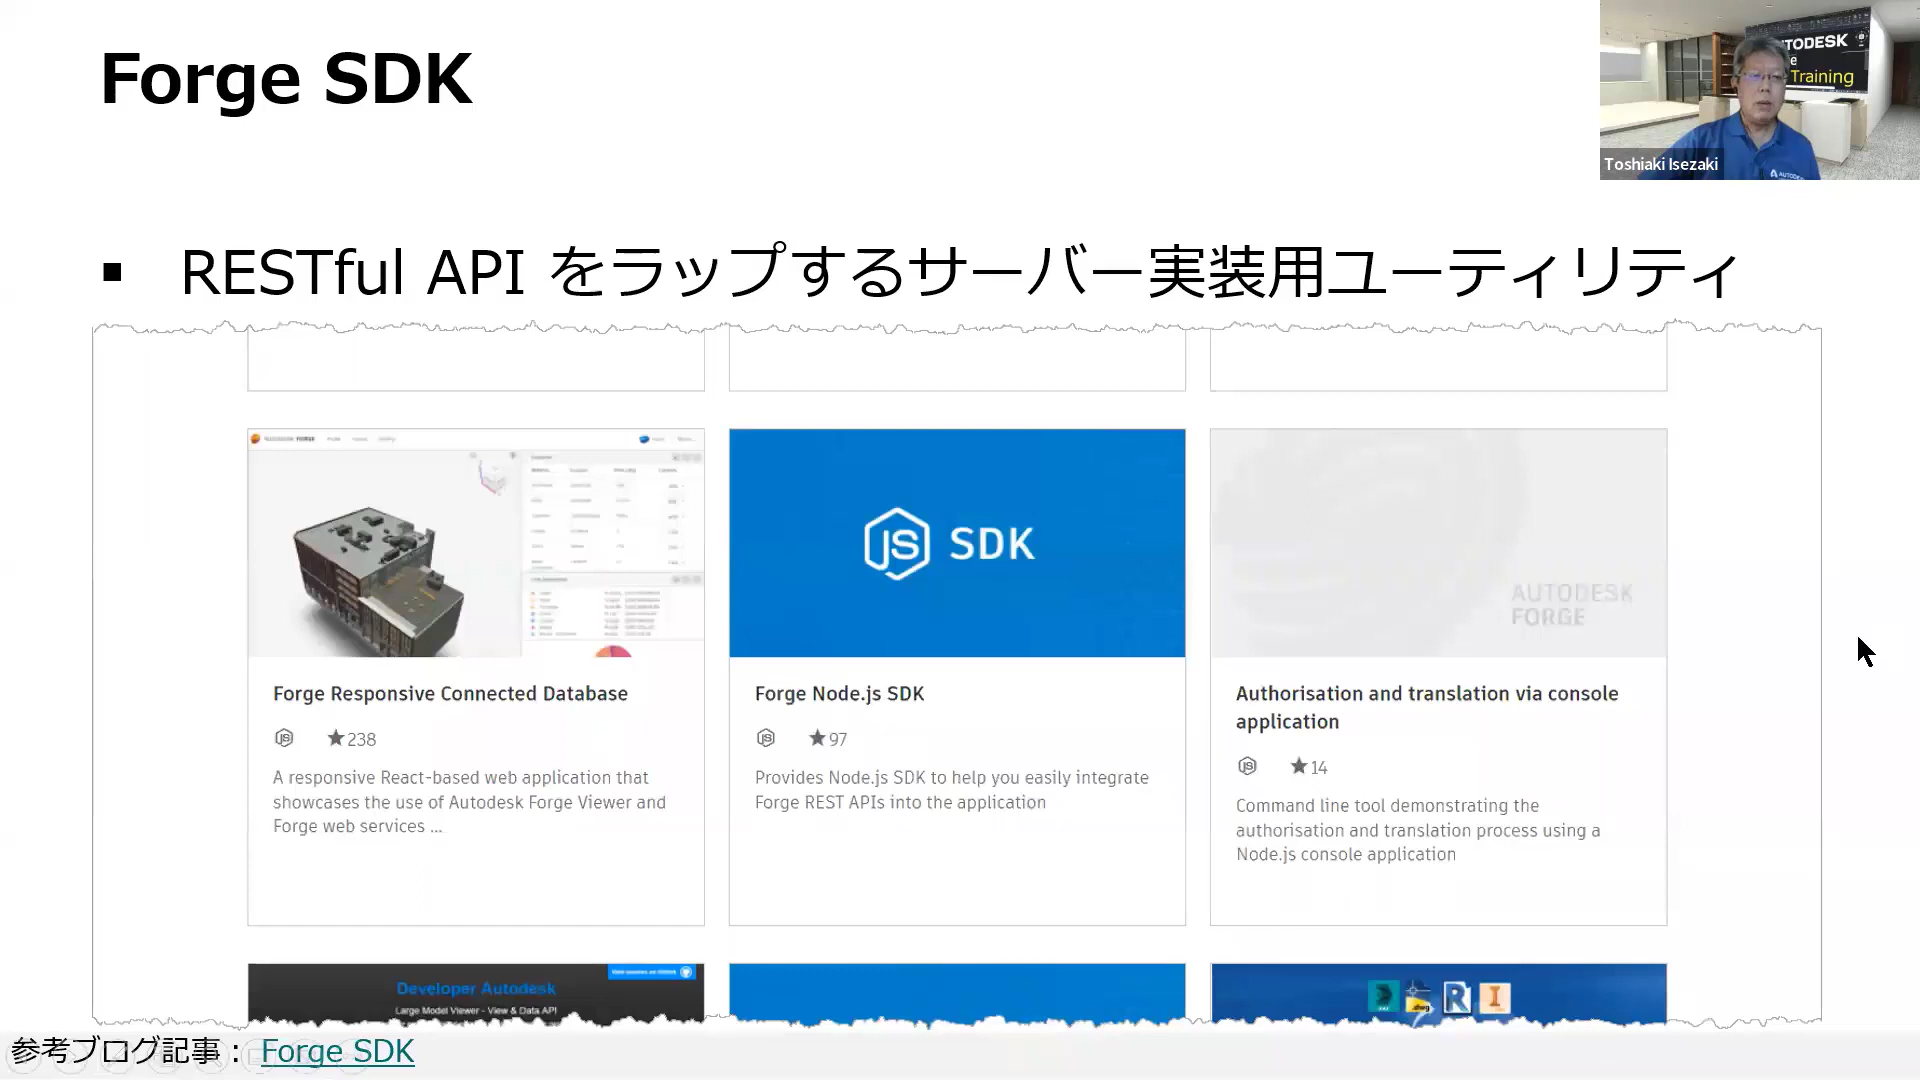 Forge SDK
AUTODESK
Training
Toshiaki Isezaki
▪ RESTful API をラップするサーバー実装用ユーティリティ
SDK
AUTODESK
FORGE
Forge Responsive Connected Database
★238
A responsive React-based web application that
showcases the use of Autodesk Forge Viewer and
Forge web services ...
Forge Node.js SDK
★97
Provides Node.js SDK to help you easily integrate
Forge REST APIs into the application
Authorisation and translation via console
application
★14
Command line tool demonstrating the
authorisation and translation process using a
Node.js console application
Developer Autodesk
Large Model Viewer - View & Data API
参考ブログ記事： Forge SDK